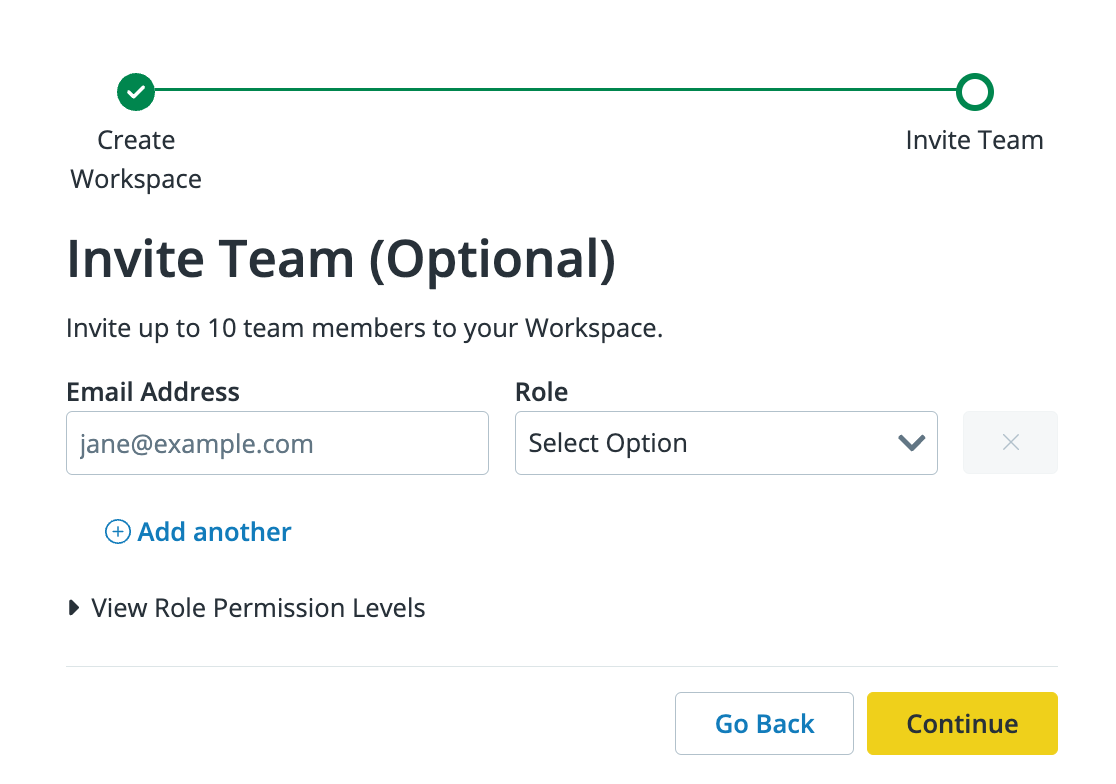 Create
Workspace
Invite Team
Invite Team (Optional)
Invite up to 10 team members to your Workspace.
Email Address
Role
jane@example.com
Select Option
Add another
View Role Permission Levels
Go Back
Continue